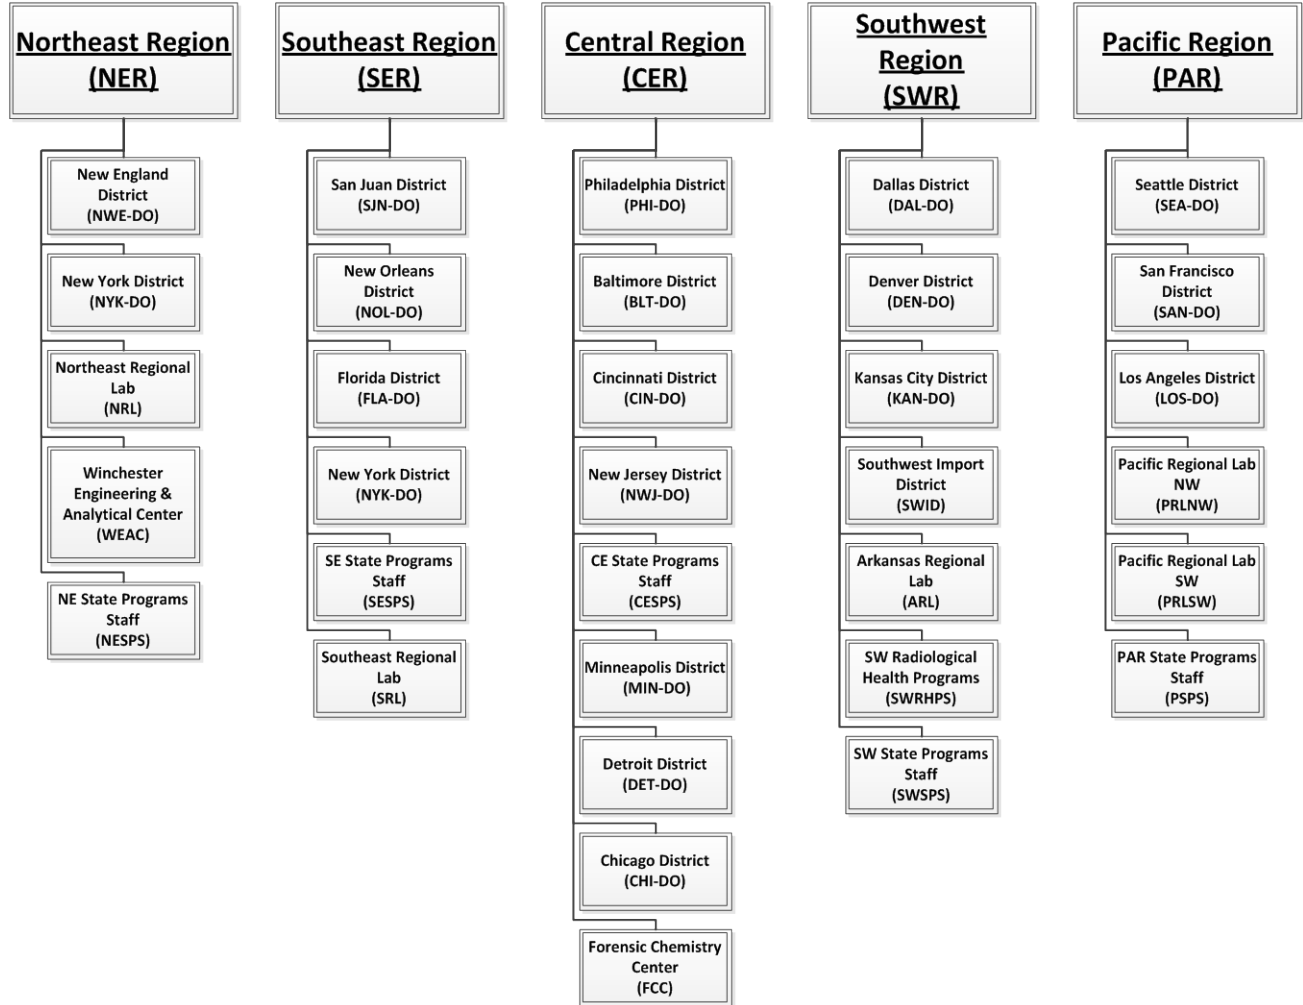 Northeast Region
(NER)
New England
District
(NWE-DO)
New York District
(NYK-DO)
Northeast Regional
Lab
(NRL)
Winchester
Engineering &
Analytical Center
(WEAC)
NE State Programs
Staff
(NESPS)
Southeast Region
(SER)
San Juan District
(SJN-DO)
New Orleans
District
(NOL-DO)
Florida District
(FLA-DO)
New York District
(NYK-DO)
SE State Programs
Staff
(SESPS)
Southeast Regional
Lab
(SRL)
Central Region
(CER)
Philadelphia District
(PHI-DO)
Baltimore District
(BLT-DO)
Cincinnati District
(CIN-DO)
New Jersey District
(NWJ-DO)
CE State Programs
Staff
(CESPS)
Minneapolis District
(MIN-DO)
Detroit District
(DET-DO)
Chicago District
(CHI-DO)
Forensic Chemistry
Center
(FCC)
Southwest
Region
(SWR)
Dallas District
(DAL-DO)
Denver District
(DEN-DO)
Kansas City District
(KAN-DO)
Southwest Import
District
(SWID)
Arkansas Regional
Lab
(ARL)
SW Radiological
Health Programs
(SWRHPS)
SW State Programs
Staff
(SWSPS)
Pacific Region
(PAR)
Seattle District
(SEA-DO)
San Francisco
District
(SAN-DO)
Los Angeles District
(LOS-DO)
Pacific Regional Lab
NW
(PRLNW)
Pacific Regional Lab
SW
(PRLSW)
PAR State Programs
Staff
(PSPS)